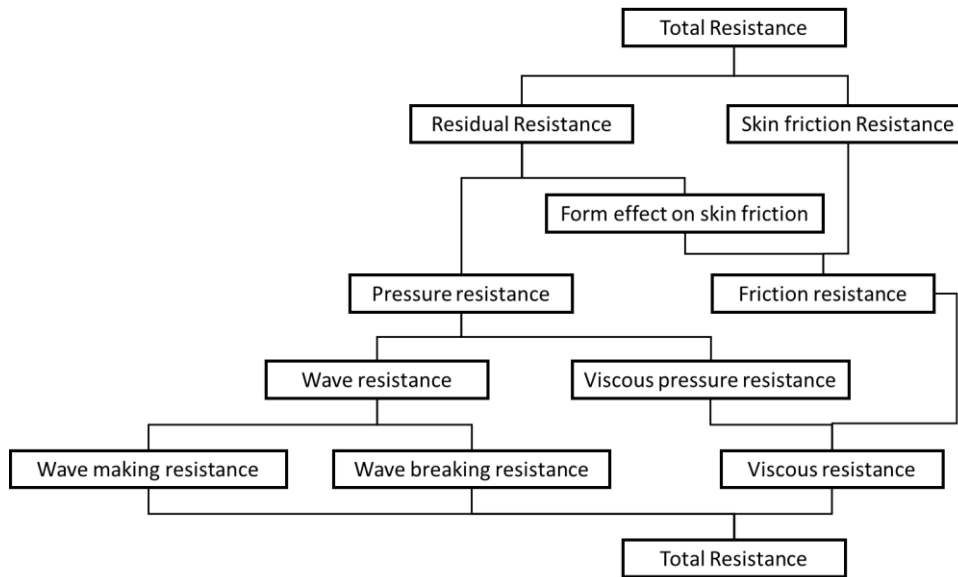 Total Resistance
Residual Resistance
Skin friction Resistance
Form effect on skin friction
Pressure resistance
Friction resistance
Wave resistance
Viscous pressure resistance
Wave making resistance
Wave breaking resistance
Viscous resistance
Total Resistance